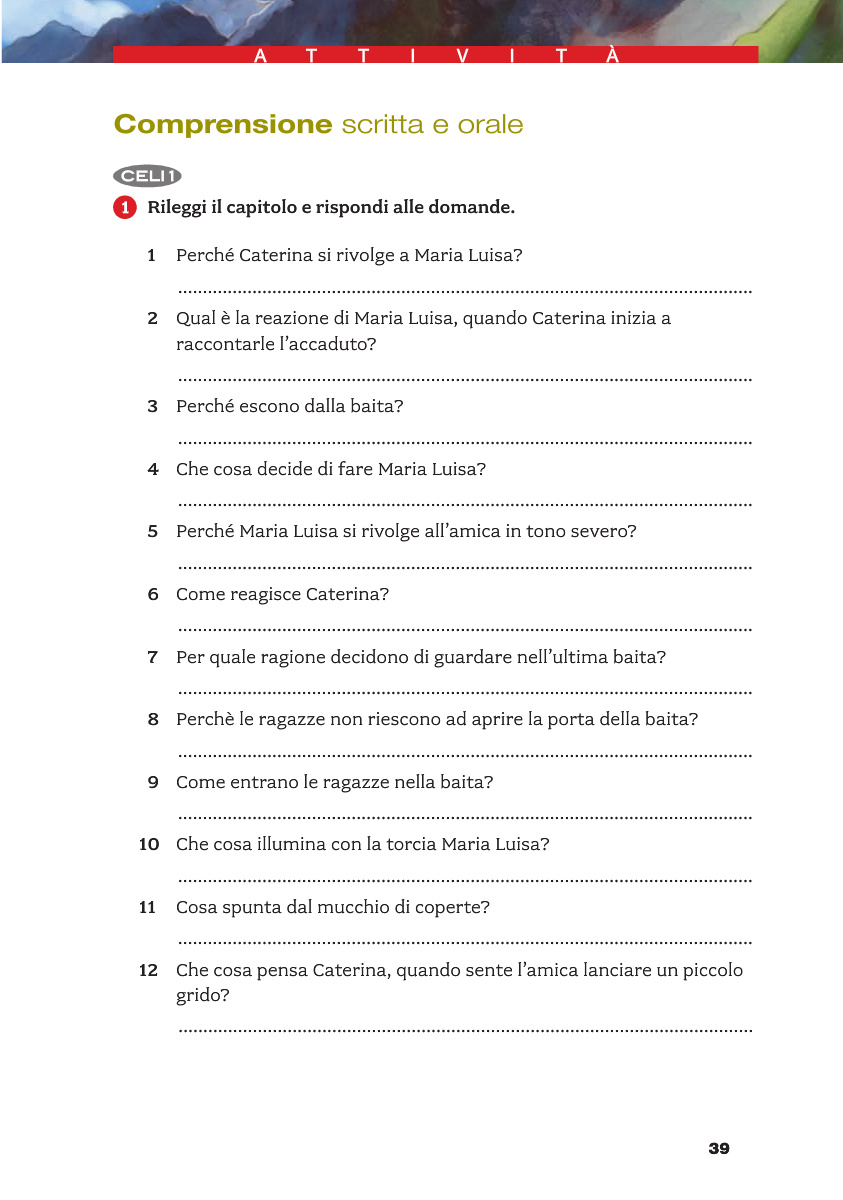 ATTIVITÀ
Comprensione scritta e orale
CELI 1
1 Rileggi il capitolo e rispondi alle domande.
1 Perché Caterina si rivolge a Maria Luisa?
2 Qual è la reazione di Maria Luisa, quando Caterina inizia a
raccontarle l’accaduto?
3 Perché escono dalla baita?
4 Che cosa decide di fare Maria Luisa?
5 Perché Maria Luisa si rivolge all’amica in tono severo?
6 Come reagisce Caterina?
7 Per quale ragione decidono di guardare nell’ultima baita?
8 Perchè le ragazze non riescono ad aprire la porta della baita?
9 Come entrano le ragazze nella baita?
10 Che cosa illumina con la torcia Maria Luisa?
11 Cosa spunta dal mucchio di coperte?
12 Che cosa pensa Caterina, quando sente l’amica lanciare un piccolo
grido?
39